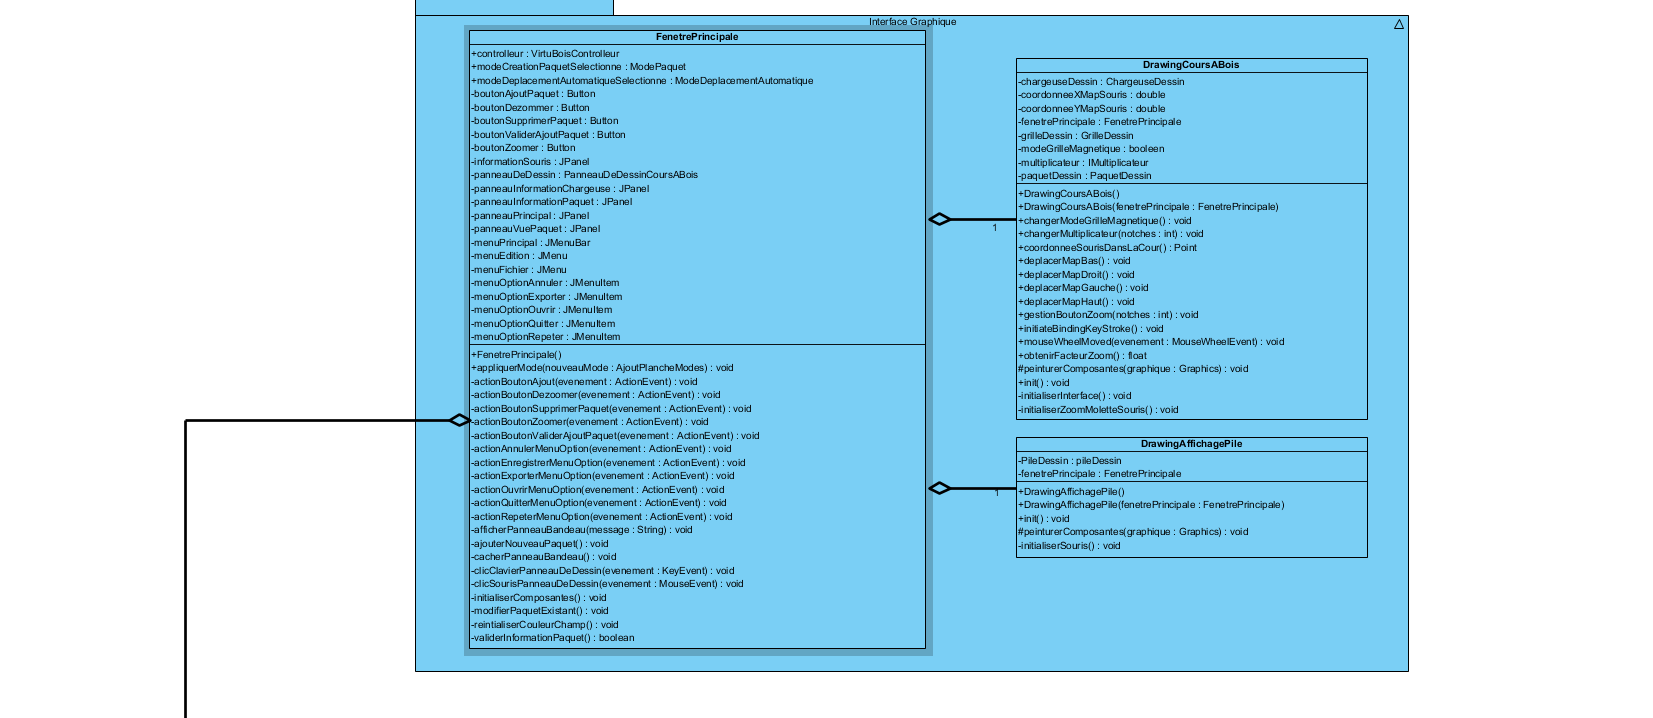 Interface Graphique
FenetrePrincipale
+controlleur : VirtuBoisControlleur
+modeCreationPaquetSelectionne : ModePaquet
+modeDeplacementAutomatiqueSelectionne : ModeDeplacementAutomatique
-boutonAjoutPaquet : Button
-boutonDezommer : Button
-boutonSupprimerPaquet : Button
-boutonValiderAjoutPaquet : Button
-boutonZoomer : Button
-informationSouris : JPanel
-panneauDeDessin : PanneauDeDessinCoursABois
-panneauInformationChargeuse : JPanel
-panneauInformationPaquet : JPanel
-panneauPrincipal : JPanel
-panneauVuePaquet : JPanel
-menuPrincipal : JMenuBar
-menuEdition : JMenu
-menuFichier : JMenu
-menuOptionAnnuler : JMenuItem
-menuOptionExporter : JMenuItem
-menuOptionOuvrir : JMenuItem
-menuOptionQuitter : JMenuItem
-menuOptionRepeter : JMenuItem
+FenetrePrincipale()
+appliquerMode(nouveauMode : AjoutPlancheModes) : void
-actionBoutonAjout(evenement : ActionEvent) : void
-actionBoutonDezoomer(evenement : ActionEvent) : void
-actionBoutonSupprimerPaquet(evenement : ActionEvent) : void
-actionBoutonZoomer(evenement : ActionEvent) : void
-actionBoutonValiderAjoutPaquet(evenement : ActionEvent) : void
-actionAnnulerMenuOption(evenement : ActionEvent) : void
-actionEnregistrerMenuOption(evenement : ActionEvent) : void
-actionExporterMenuOption(evenement : ActionEvent) : void
-actionOuvrirMenuOption(evenement : ActionEvent) : void
-actionQuitterMenuOption(evenement : ActionEvent) : void
-actionRepeterMenuOption(evenement : ActionEvent) : void
-afficherPanneauBandeau(message : String) : void
-ajouterNouveauPaquet() : void
-cacherPanneauBandeau() : void
-clicClavierPanneauDeDessin(evenement : KeyEvent) : void
-clicSourisPanneauDeDessin(evenement : MouseEvent) : void
-initialiserComposantes() : void
-modifierPaquetExistant() : void
-reintialiserCouleurChamp() : void
-validerInformationPaquet() : boolean
1
1
DrawingCoursABois
-chargeuseDessin : ChargeuseDessin
-coordonneeXMapSouris : double
-coordonneeYMapSouris : double
-fenetrePrincipale : FenetrePrincipale
-grilleDessin : GrilleDessin
-modeGrilleMagnetique : booleen
-multiplicateur : IMultiplicateur
-paquetDessin : PaquetDessin
+DrawingCoursABois()
+DrawingCoursABois(fenetrePrincipale : FenetrePrincipale)
+changerModeGrilleMagnetique() : void
+changerMultiplicateur(notches : int) : void
+coordonneeSourisDansLaCour() : Point
+deplacerMapBas() : void
+deplacerMapDroit() : void
+deplacerMapGauche() : void
+deplacerMapHaut() : void
+gestionBoutonZoom(notches : int) : void
+initiateBindingKeyStroke() : void
+mouseWheelMoved(evenement : MouseWheelEvent) : void
+obtenirFacteurZoom() : float
#peinturerComposantes(graphique : Graphics) : void
+init() : void
-initialiserInterface() : void
-initialiserZoomMoletteSouris() : void
DrawingAffichagePile
-PileDessin : pileDessin
-fenetrePrincipale : FenetrePrincipale
+DrawingAffichagePile()
+DrawingAffichagePile(fenetrePrincipale : FenetrePrincipale)
+init() : void
#peinturerComposantes(graphique : Graphics) : void
-initialiserSouris() : void